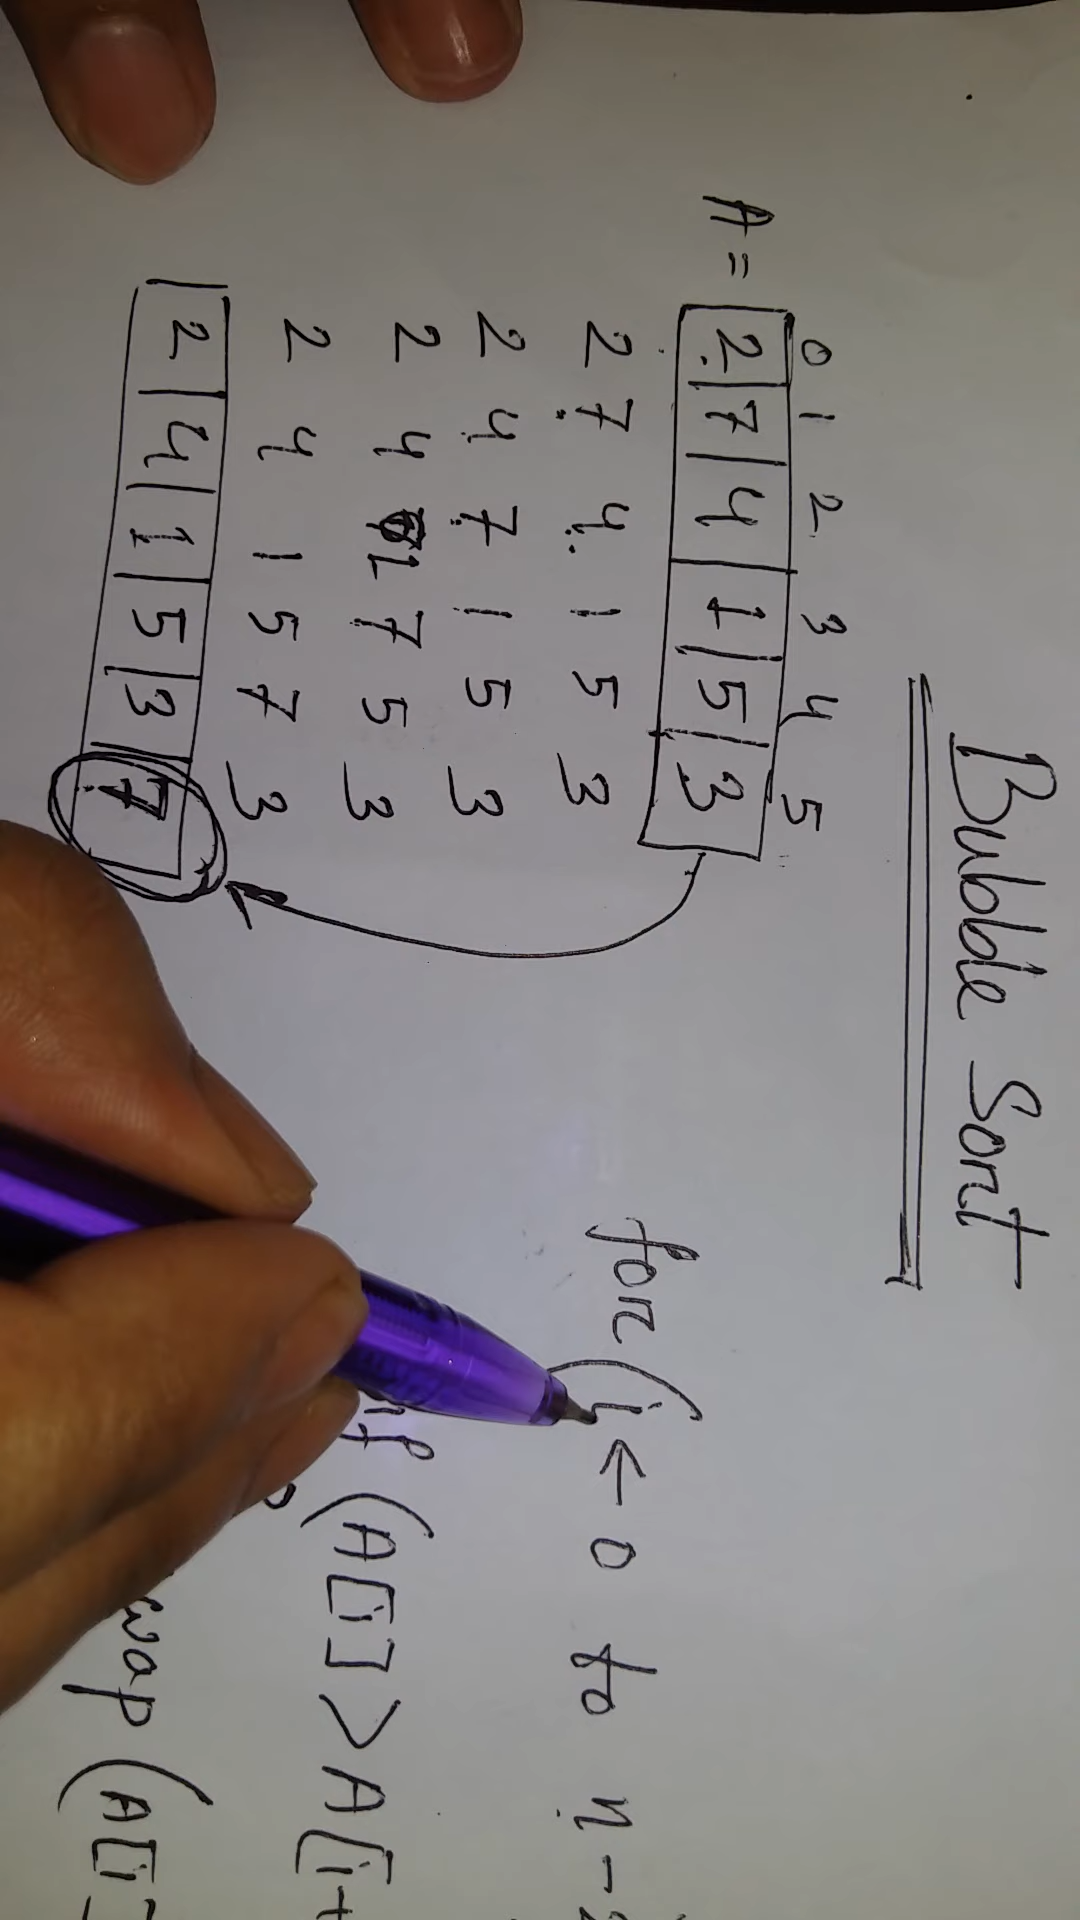 Bubble Sort
0 1 2 3 4 5
A = 2 | 7 | 4 | 1 | 5 | 3
2 7 4 1 5 3
2 4 7 1 5 3
2 4 1 7 5 3
2 4 1 5 7 3
2 | 4 | 1 | 5 | 3 | 7
for (i ← 0 to n-2
if (A[i] > A[i+
swap (A[i]